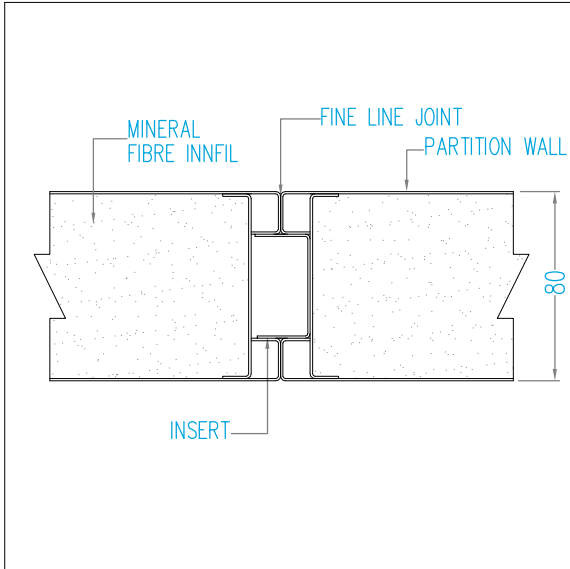 FINE LINE JOINT
MINERAL
FIBRE INNFIL
PARTITION WALL
80
INSERT